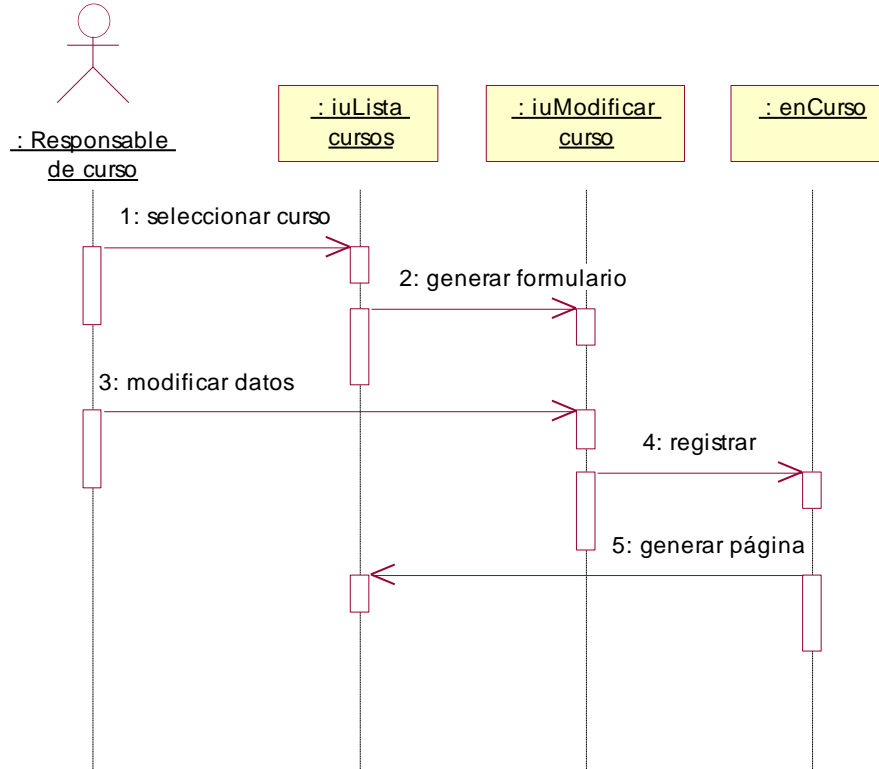 : Responsable
de curso
: iuLista
cursos
: iuModificar
curso
: enCurso
1: seleccionar curso
2: generar formulario
3: modificar datos
4: registrar
5: generar página